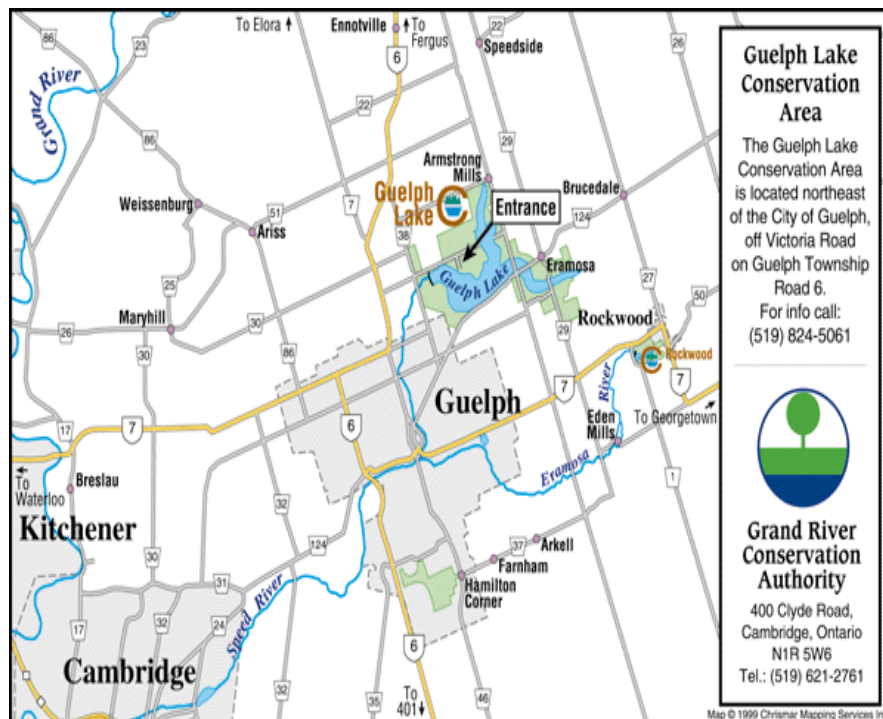 To Elora
Ennotville
To
Fergus
22
Speedside
26
86
23
6
Grand River
22
29
86
Armstrong
Mills
Guelph
Lake
Entrance
Brucedale
124
Weissenburg
51
Ariss
7
38
Guelph Lake
Eramosa
25
27
50
Maryhill
26
30
30
Rockwood
Rockwood
86
29
7
7
River
Guelph
To Georgetown
Eden
Mills
7
6
17
Eramosa
To
Waterloo
Breslau
1
Kitchener
32
124
37
Arkell
Farnham
30
31
Hamilton
Corner
Speed River
17
32
24
6
Cambridge
32
35
To
401
46
Guelph Lake
Conservation
Area
The Guelph Lake
Conservation Area
is located northeast
of the City of Guelph,
off Victoria Road
on Guelph Township
Road 6.
For info call:
(519) 824-5061
Grand River
Conservation
Authority
400 Clyde Road,
Cambridge, Ontario
N1R 5W6
Tel.: (519) 621-2761
Map © 1999 Chrismar Mapping Services In